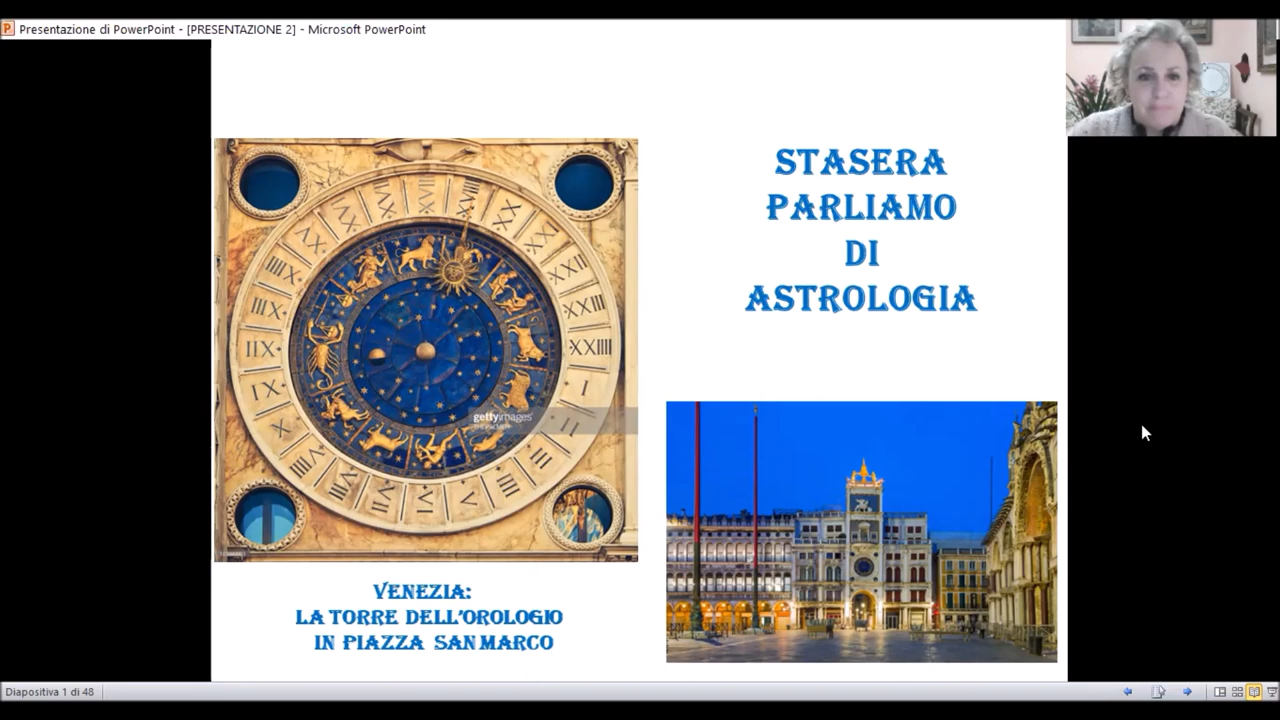 Presentazione di PowerPoint - [PRESENTAZIONE 2] - Microsoft PowerPoint
STASERA
PARLIAMO
DI
ASTROLOGIA
gettyimages
VENEZIA:
LA TORRE DELL'OROLOGIO
IN PIAZZA SAN MARCO
Diapositiva 1 di 48